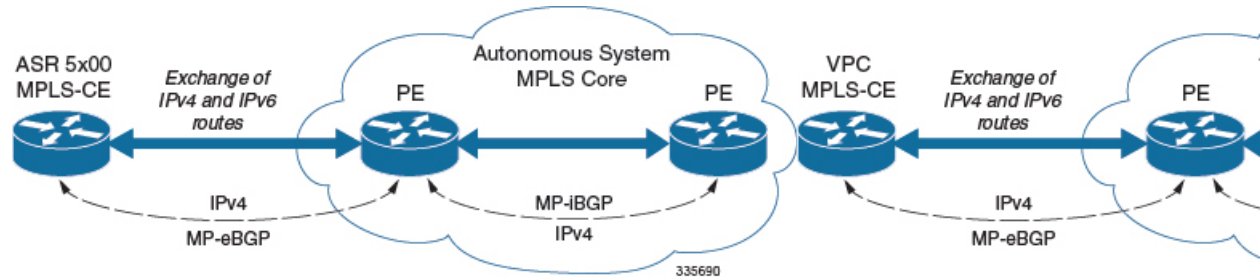 ASR 5x00
MPLS-CE
Exchange of
IPv4 and IPv6
routes
PE
Autonomous System
MPLS Core
PE
IPv4
MP-eBGP
MP-iBGP
IPv4
335690
VPC
MPLS-CE
Exchange of
IPv4 and IPv6
routes
PE
IPv4
MP-eBGP